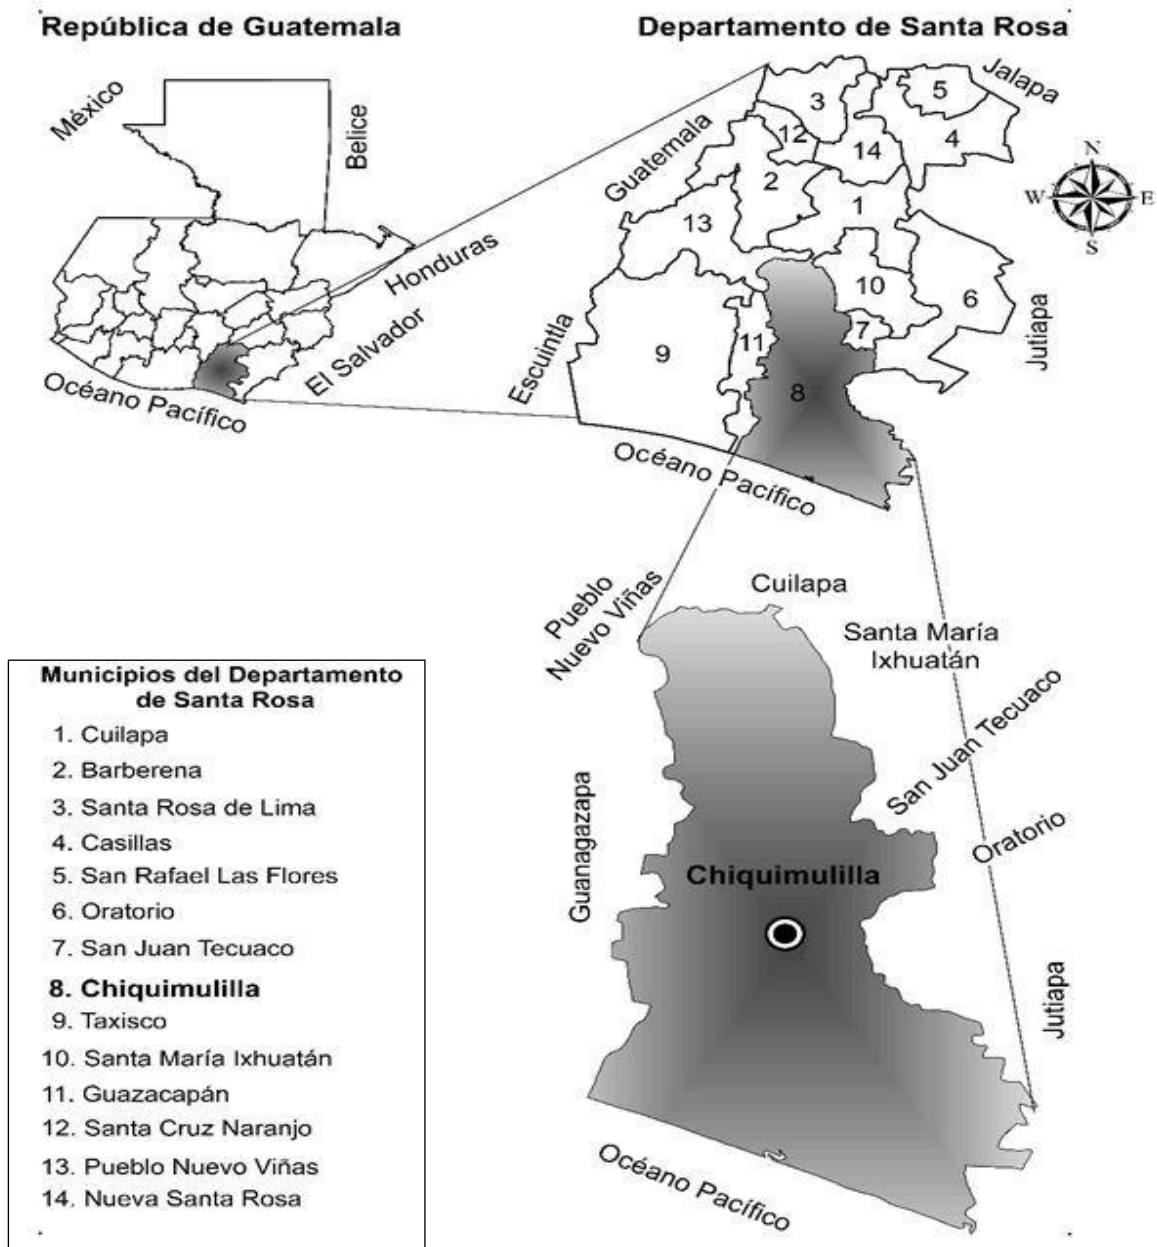 República de Guatemala
Departamento de Santa Rosa
México
Belice
Honduras
El Salvador
Océano Pacífico
Guatemala
Jalapa
Escuintla
Jutiapa
Océano Pacífico
3
5
12
14
4
2
1
13
10
6
7
11
9
8
N
W
E
S
Pueblo
Nuevo Viñas
Cuilapa
Santa María
Ixhuatán
San Juan Tecuaco
Oratorio
Guanagazapa
Chiquimulilla
Jutiapa
Océano Pacífico
Municipios del Departamento
de Santa Rosa
1. Cuilapa
2. Barberena
3. Santa Rosa de Lima
4. Casillas
5. San Rafael Las Flores
6. Oratorio
7. San Juan Tecuaco
8. Chiquimulilla
9. Taxisco
10. Santa María Ixhuatán
11. Guazacapán
12. Santa Cruz Naranjo
13. Pueblo Nuevo Viñas
14. Nueva Santa Rosa